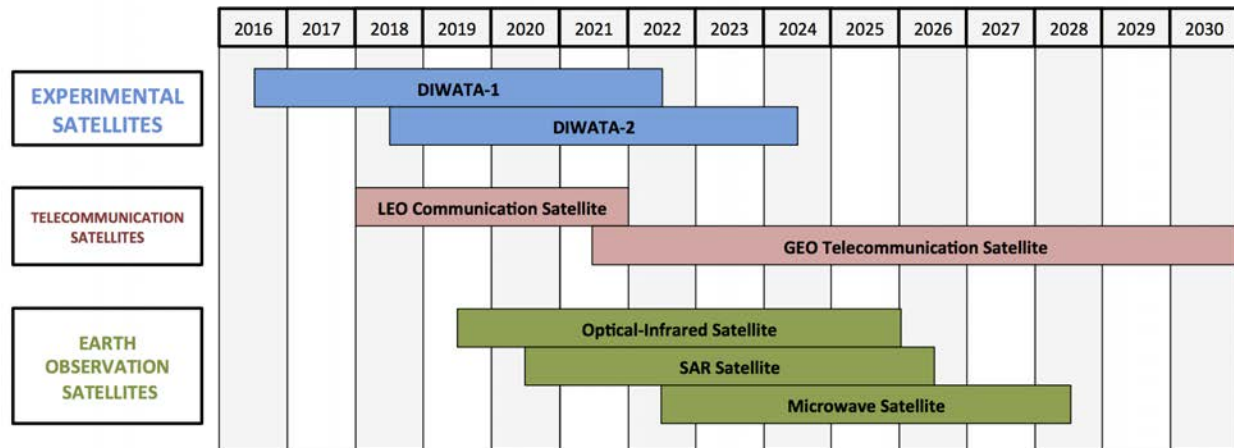 2016 2017 2018 2019 2020 2021 2022 2023 2024 2025 2026 2027 2028 2029 2030
EXPERIMENTAL
SATELLITES
DIWATA-1
DIWATA-2
TELECOMMUNICATION
SATELLITES
LEO Communication Satellite
GEO Telecommunication Satellite
EARTH
OBSERVATION
SATELLITES
Optical-Infrared Satellite
SAR Satellite
Microwave Satellite